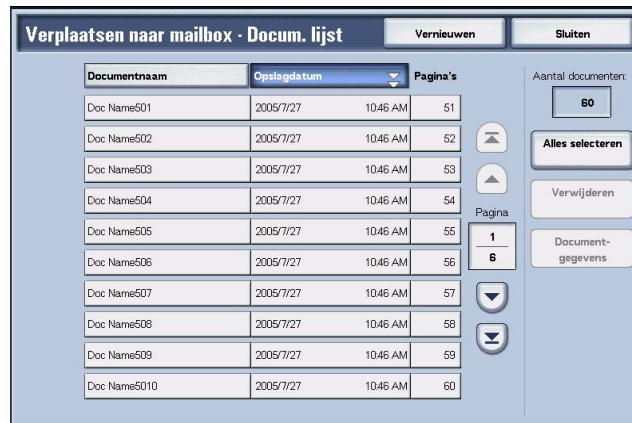 Verplaatsen naar mailbox - Docum. lijst
Vernieuwen
Sluiten
Documentnaam Opslagdatum Pagina's
Doc Name501 2005/7/27 10:46 AM 51
Doc Name502 2005/7/27 10:46 AM 52
Doc Name503 2005/7/27 10:46 AM 53
Doc Name504 2005/7/27 10:46 AM 54
Doc Name505 2005/7/27 10:46 AM 55
Doc Name506 2005/7/27 10:46 AM 56
Doc Name507 2005/7/27 10:46 AM 57
Doc Name508 2005/7/27 10:46 AM 58
Doc Name509 2005/7/27 10:46 AM 59
Doc Name5010 2005/7/27 10:46 AM 60
Pagina
1
6
Aantal documenten:
60
Alles selecteren
Verwijderen
Document-
gegevens